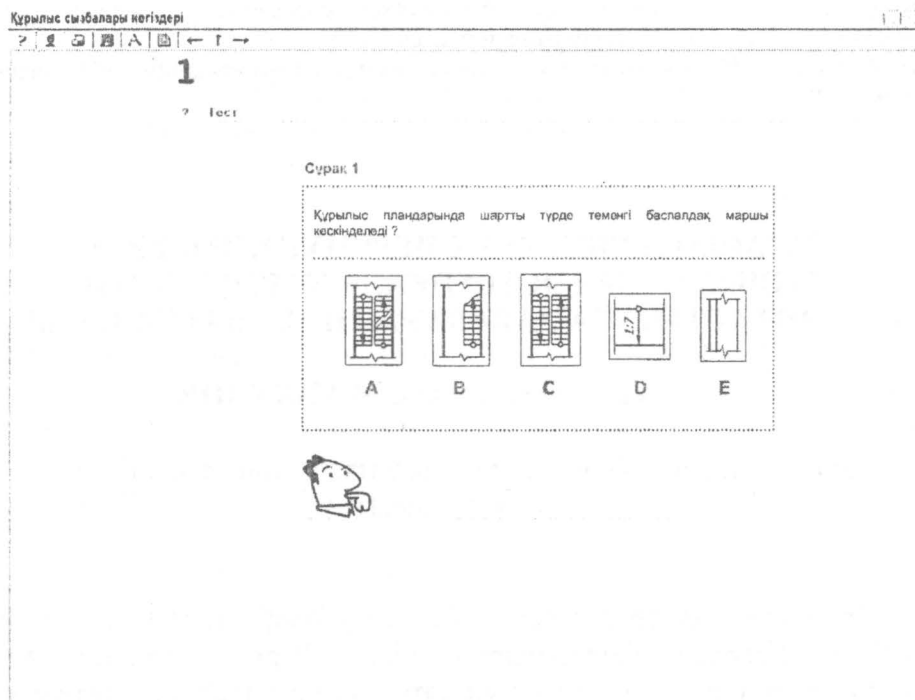 Құрылыс сызбалары негіздері
1
? Тест
Сұрақ 1
Құрылыс пландарында шартты түрде төменгі баспалдақ маршы
кескінделеді ?
1:7
A B C D E